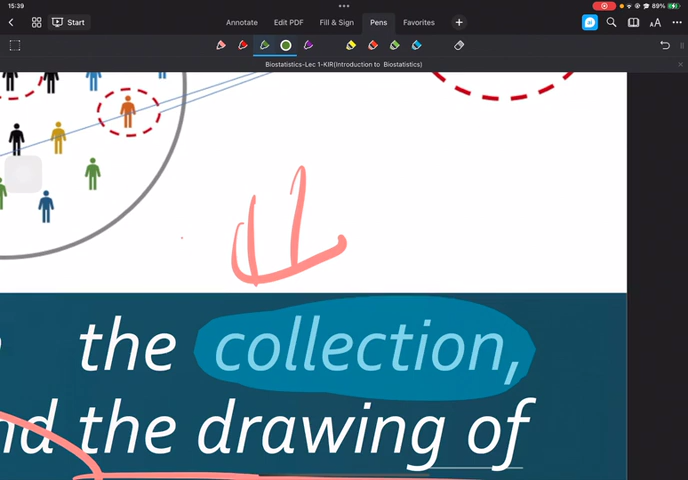 15:39
89%
Annotate Edit PDF Fill & Sign Pens Favorites
Start
Biostatistics-Lec 1-KIR(Introduction to Biostatistics)
the collection,
nd the drawing of